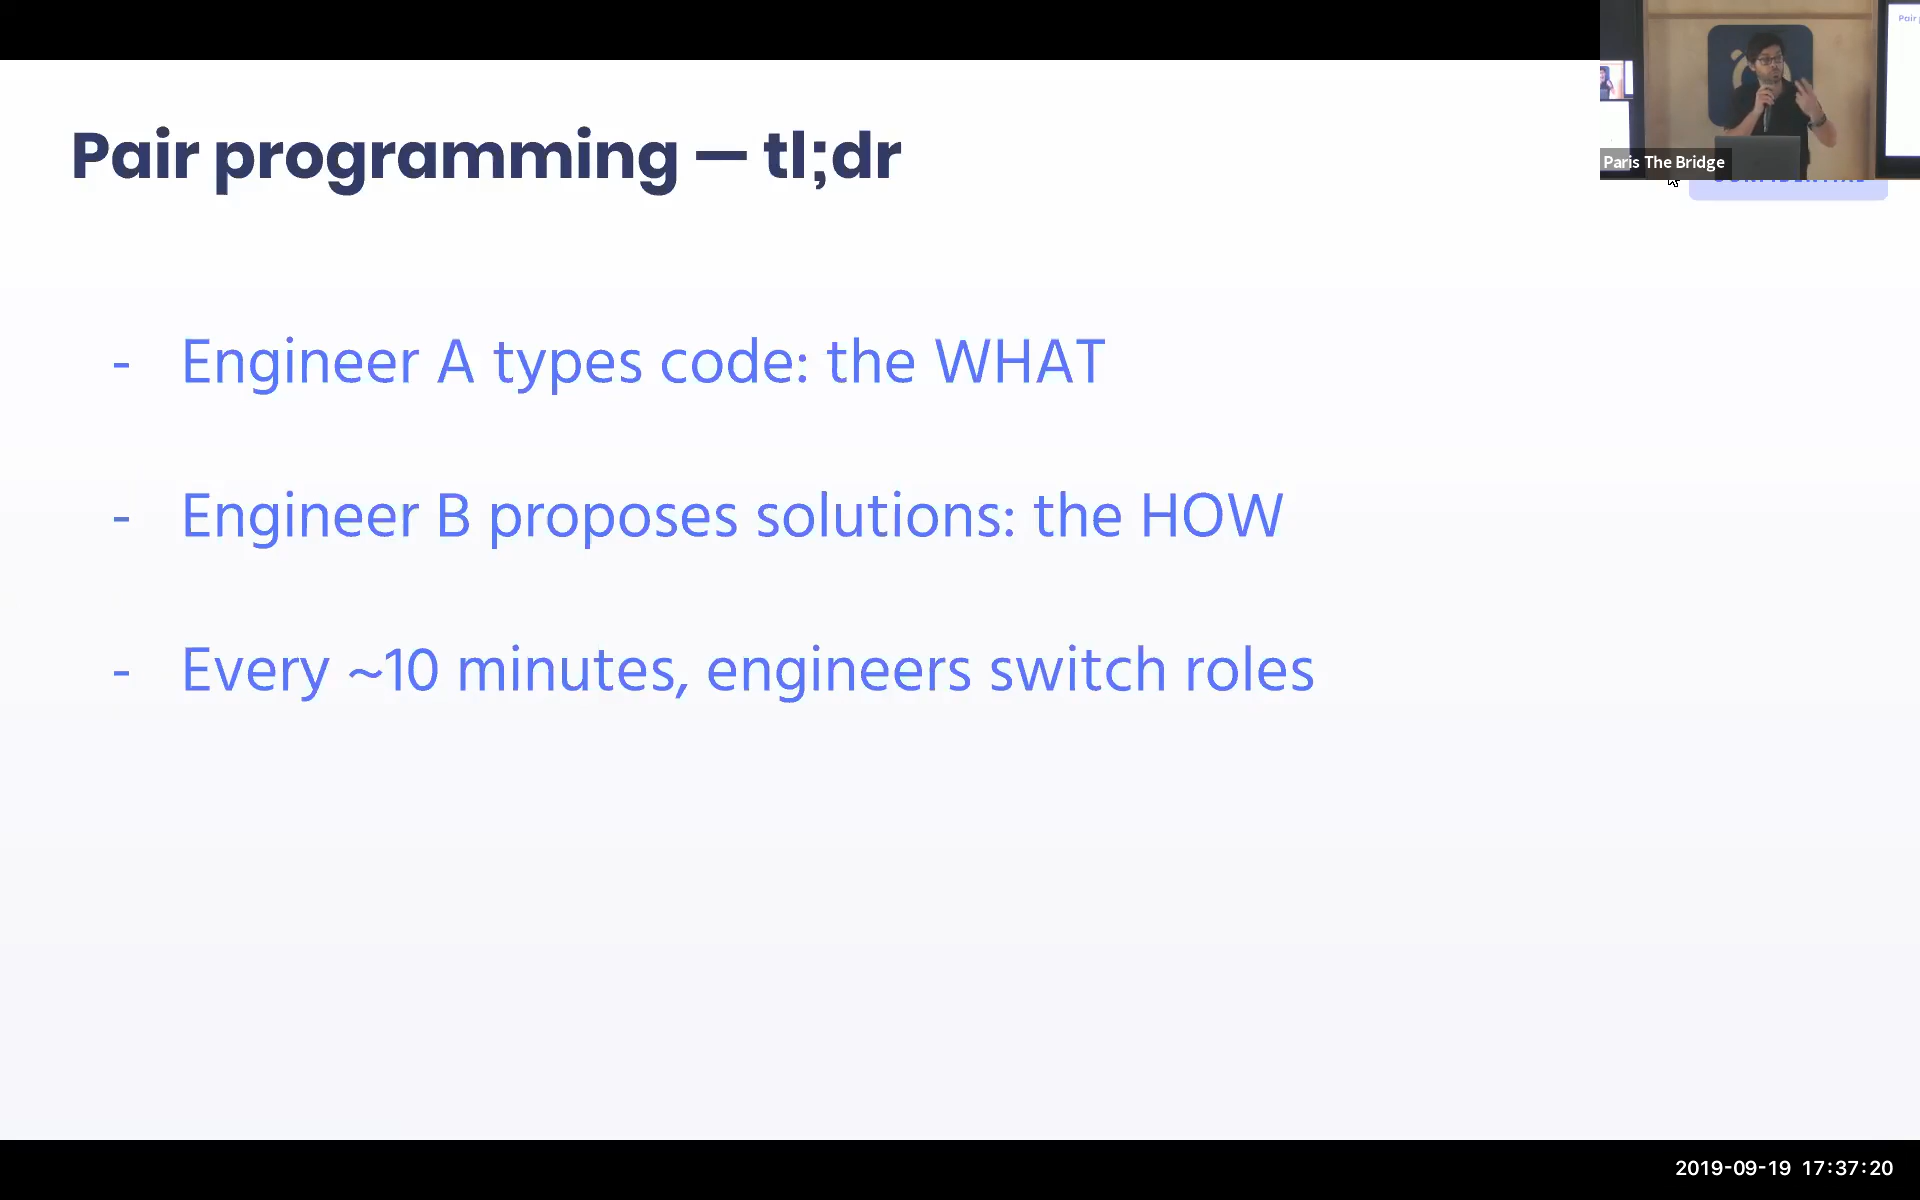 Pair programming — tl;dr
Paris The Bridge
- Engineer A types code: the WHAT
- Engineer B proposes solutions: the HOW
- Every ~10 minutes, engineers switch roles
2019-09-19 17:37:20